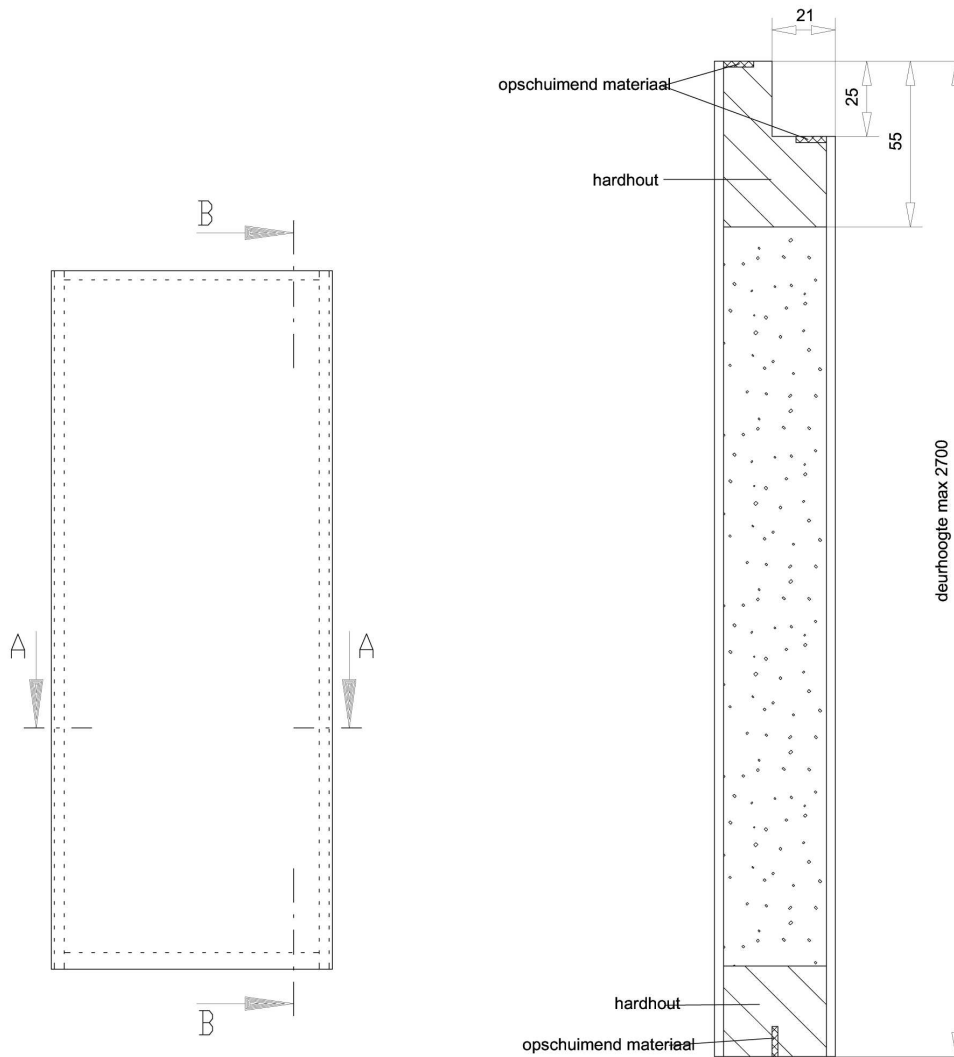 21
opschuimend materiaal
25
55
hardhout
B
A
A
deurhoogte max 2700
B
hardhout
opschuimend materiaal